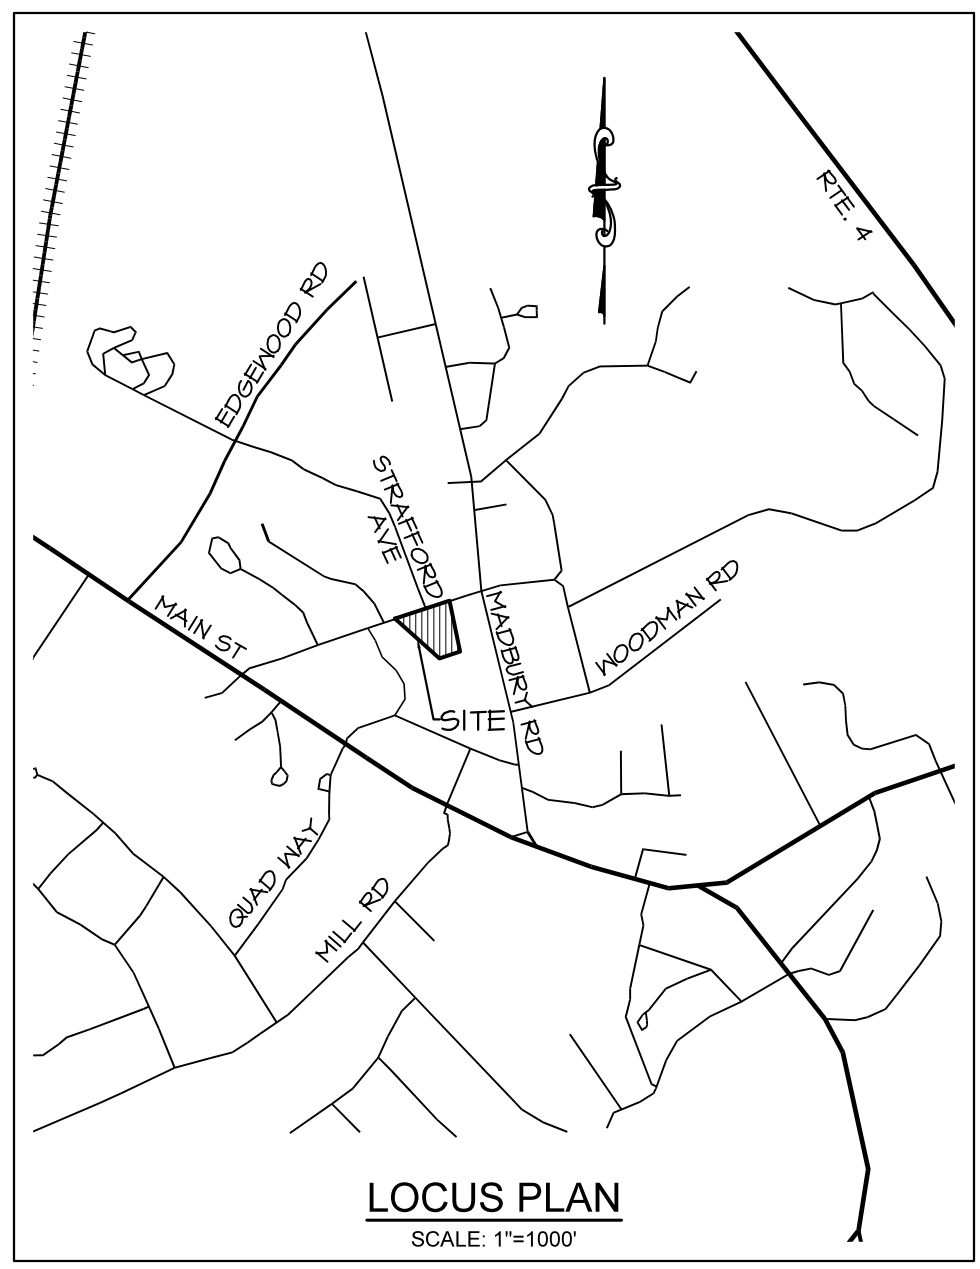 RTE. 4
EDGEWOOD RD
STRAFFORD
AVE
MAIN ST
MADBURY RD
WOODMAN RD
SITE
QUAD WAY
MILL RD
LOCUS PLAN
SCALE: 1"=1000'